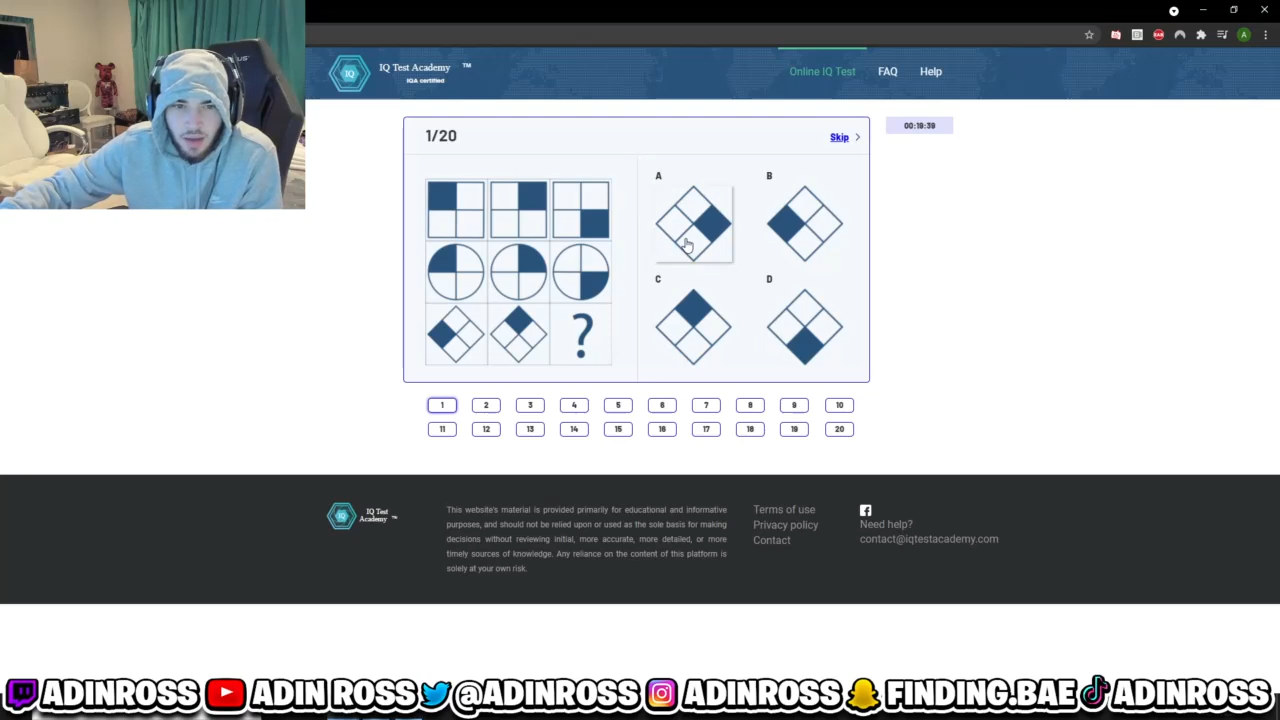 IQ Test Academy ™
IQA certified
IQ
Online IQ Test
FAQ
Help
A
1/20
Skip
00:19:39
A
B
C
D
?
1 2 3 4 5 6 7 8 9 10
11 12 13 14 15 16 17 18 19 20
IQ
IQ Test
Academy ™
This website's material is provided primarily for educational and informative
purposes, and should not be relied upon or used as the sole basis for making
decisions without reviewing initial, more accurate, more detailed, or more
timely sources of knowledge. Any reliance on the content of this platform is
solely at your own risk.
Terms of use
Privacy policy
Contact
Need help?
contact@iqtestacademy.com
ADINROSS ADIN ROSS @ADINROSS ADINROSS FINDING.BAE ADINROSS